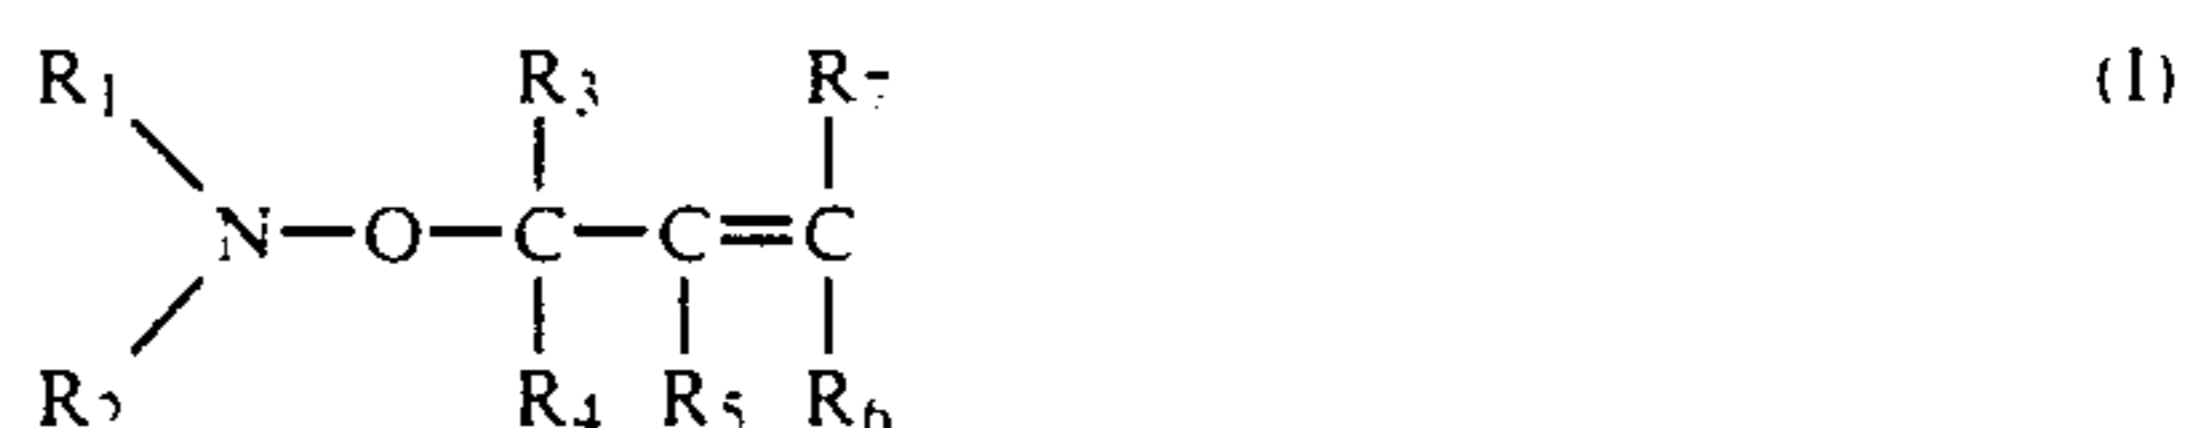 R1 R3 R7 (I)
N—O—C—C=C
R2 R4 R5 R6